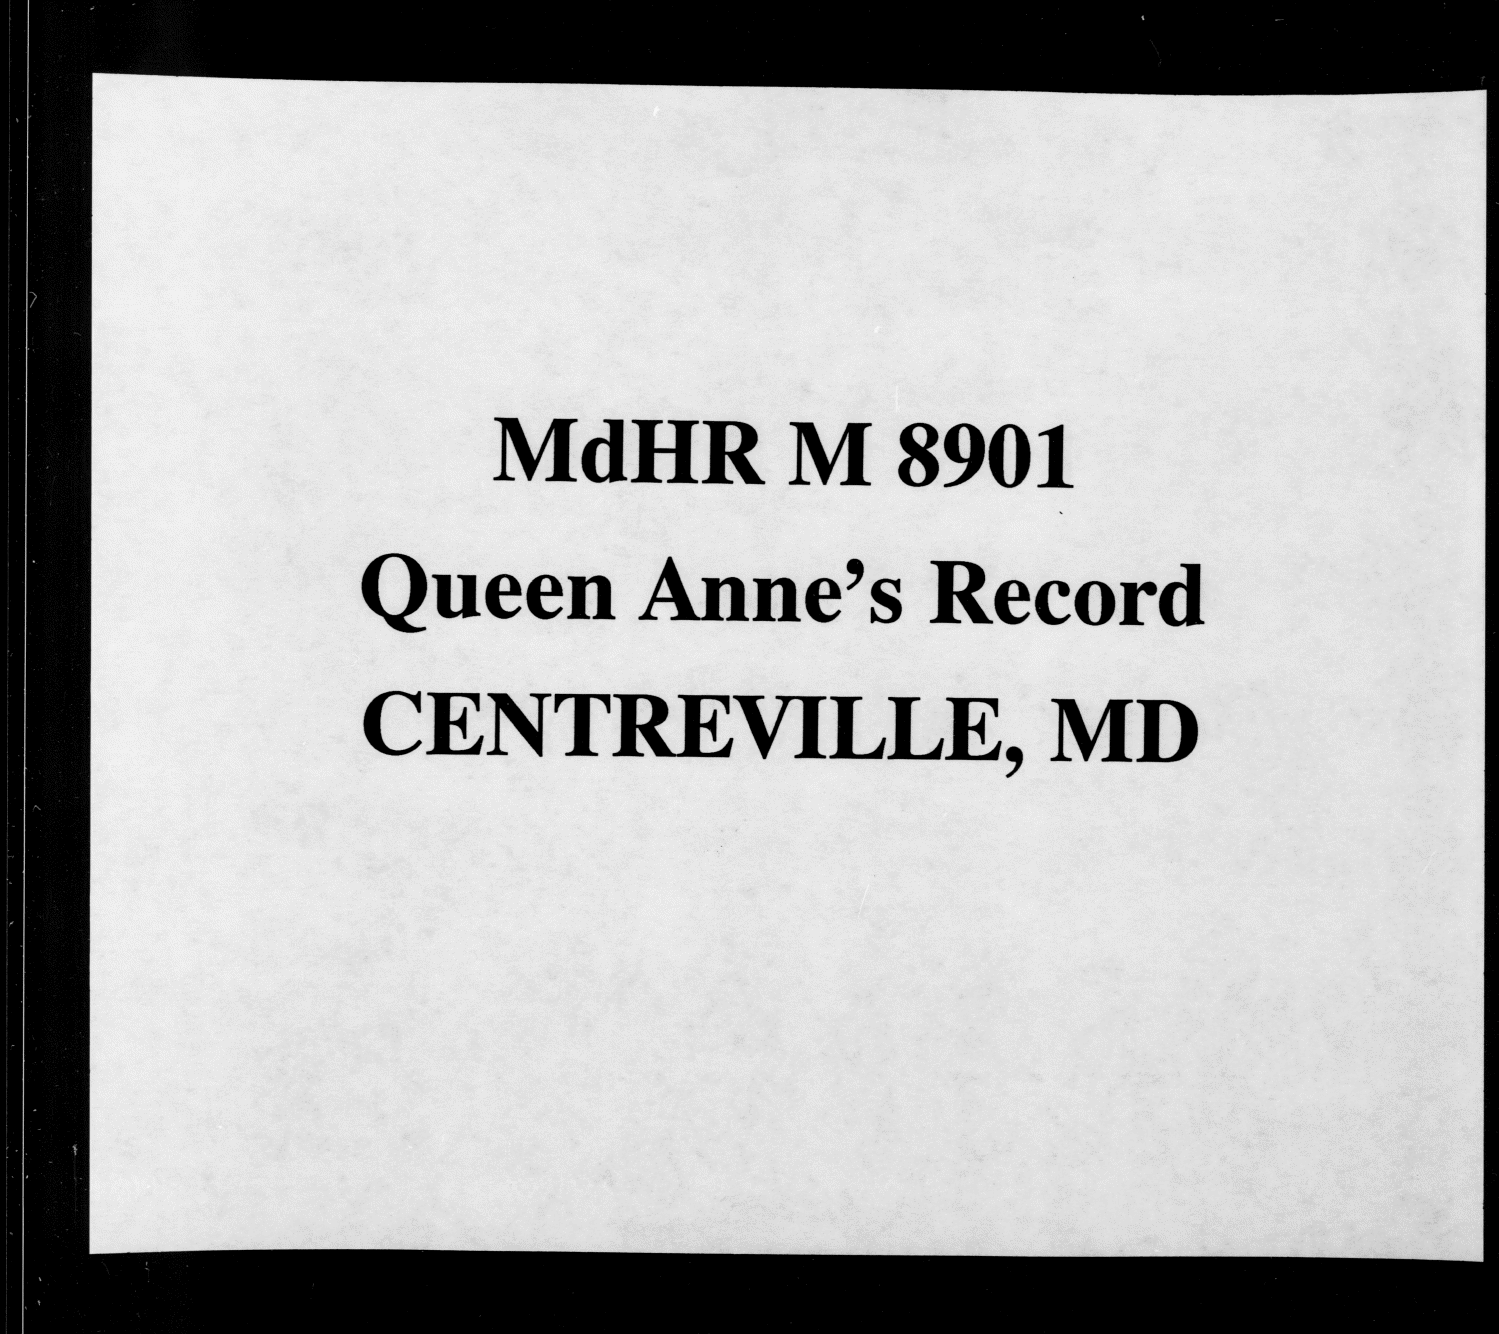 MdHR M 8901
Queen Anne’s Record
CENTREVILLE, MD